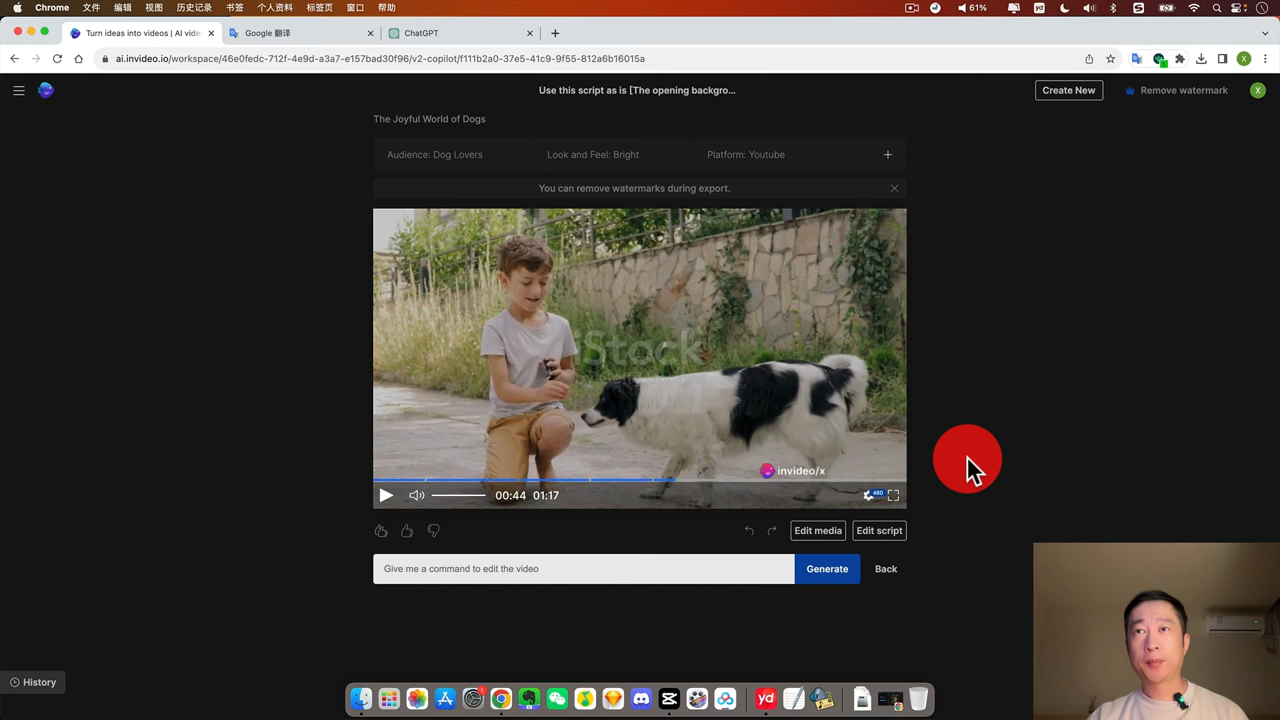 Chrome 文件 编辑 视图 历史记录 书签 个人资料 标签页 窗口 帮助 61%
Turn ideas into videos | AI vide Google 翻译 ChatGPT
ai.invideo.io/workspace/46e0fedc-712f-4e9d-a3a7-e157bad30f96/v2-copilot/f111b2a0-37e5-41c9-9f55-812a6b16015a
Use this script as is [The opening backgro... Create New Remove watermark X
The Joyful World of Dogs
Audience: Dog Lovers Look and Feel: Bright Platform: Youtube
You can remove watermarks during export.
iStock
invideo/x
00:44 01:17 480
Edit media Edit script
Give me a command to edit the video Generate Back
History